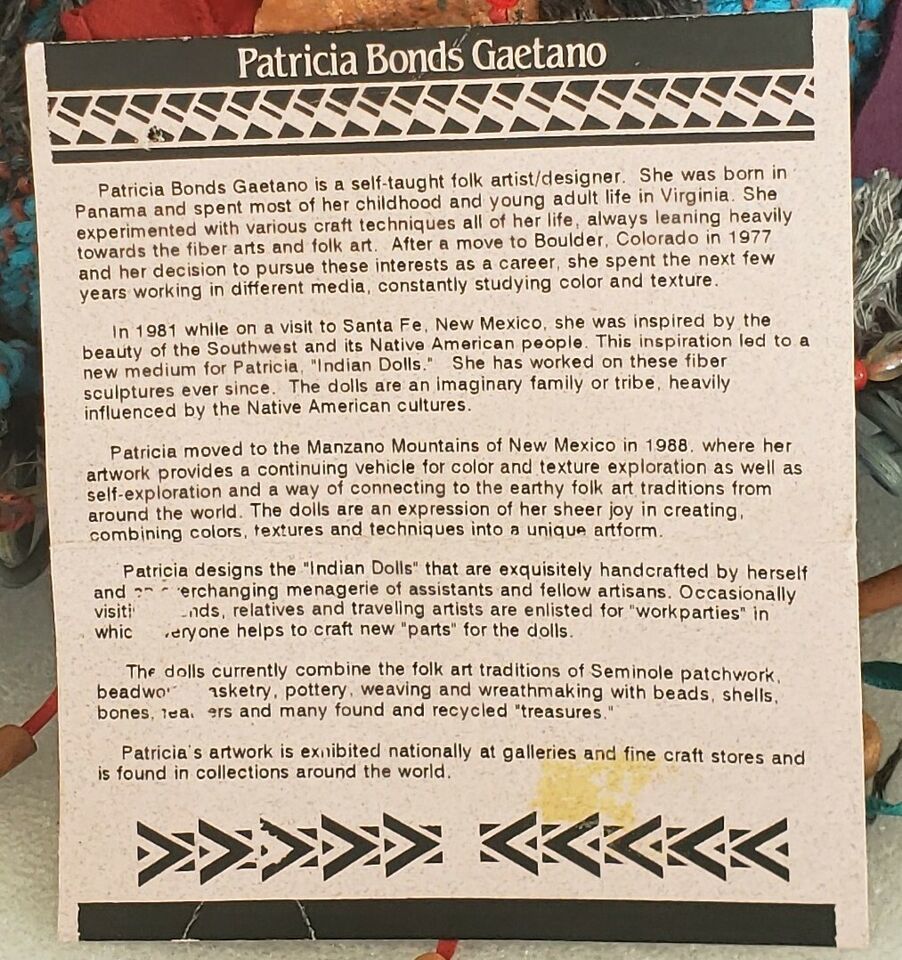 Patricia Bonds Gaetano
Patricia Bonds Gaetano is a self-taught folk artist/designer. She was born in
Panama and spent most of her childhood and young adult life in Virginia. She
experimented with various craft techniques all of her life, always leaning heavily
towards the fiber arts and folk art. After a move to Boulder, Colorado in 1977
and her decision to pursue these interests as a career, she spent the next few
years working in different media, constantly studying color and texture.
In 1981 while on a visit to Santa Fe, New Mexico, she was inspired by the
beauty of the Southwest and its Native American people. This inspiration led to a
new medium for Patricia, "Indian Dolls.". She has worked on these fiber
sculptures ever since. The dolls are an imaginary family or tribe, heavily
influenced by the Native American cultures.
Patricia moved to the Manzano Mountains of New Mexico in 1988. where her
artwork provides a continuing vehicle for color and texture exploration as well as
self-exploration and a way of connecting to the earthy folk art traditions from
around the world. The dolls are an expression of her sheer joy in creating,
combining colors, textures and techniques into a unique artform.
Patricia designs the "Indian Dolls" that are exquisitely handcrafted by herself
and erchanging menagerie of assistants and fellow artisans. Occasionally
visiti nds, relatives and traveling artists are enlisted for "workparties" in
whic eryone helps to craft new "parts" for the dolls.
The dolls currently combine the folk art traditions of Seminole patchwork,
beadwo asketry, pottery, weaving and wreathmaking with beads, shells,
bones, ers and many found and recycled "treasures."
Patricia's artwork is exhibited nationally at galleries and fine craft stores and
is found in collections around the world.